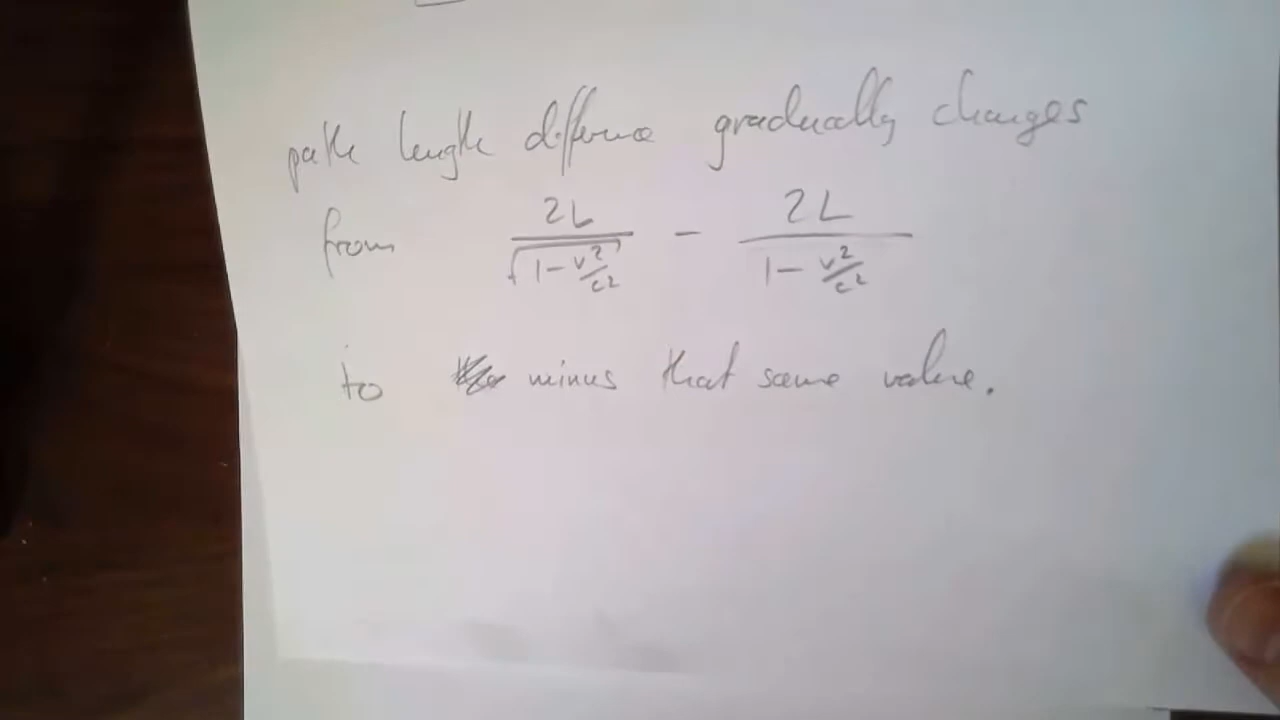 path length difference gradually changes
from 2L / √(1 - v²/c²) - 2L / (1 - v²/c²)
to minus that same value.